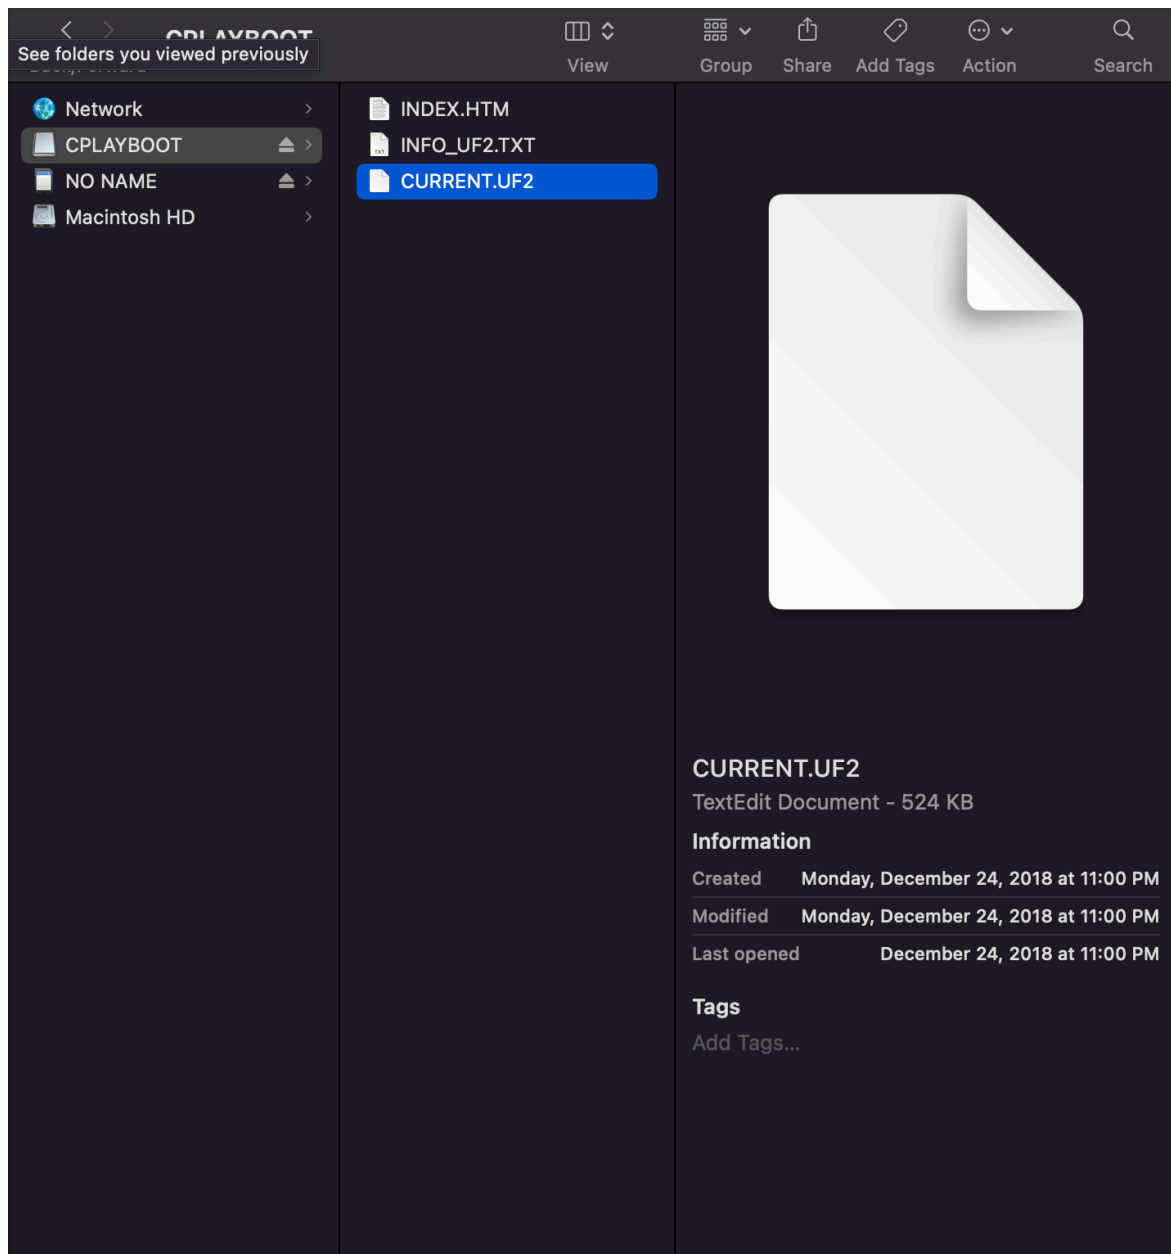 CPLAYBOOT
See folders you viewed previously
View
Group
Share
Add Tags
Action
Search
Network
CPLAYBOOT
NO NAME
Macintosh HD
INDEX.HTM
INFO_UF2.TXT
CURRENT.UF2
CURRENT.UF2
TextEdit Document - 524 KB
Information
Created Monday, December 24, 2018 at 11:00 PM
Modified Monday, December 24, 2018 at 11:00 PM
Last opened December 24, 2018 at 11:00 PM
Tags
Add Tags...